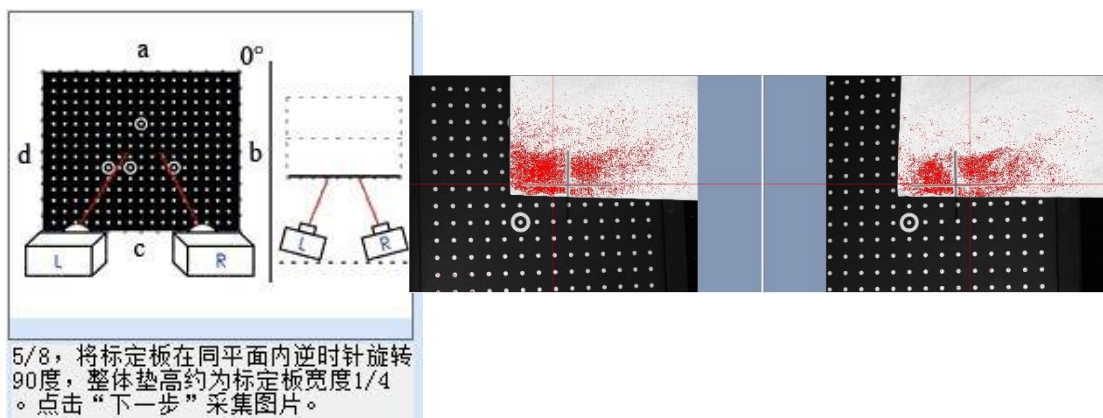 a
0°
d
b
c
L
R
L
R
5/8，将标定板在同平面内逆时针旋转
90度，整体垫高约为标定板宽度1/4
。点击“下一步”采集图片。